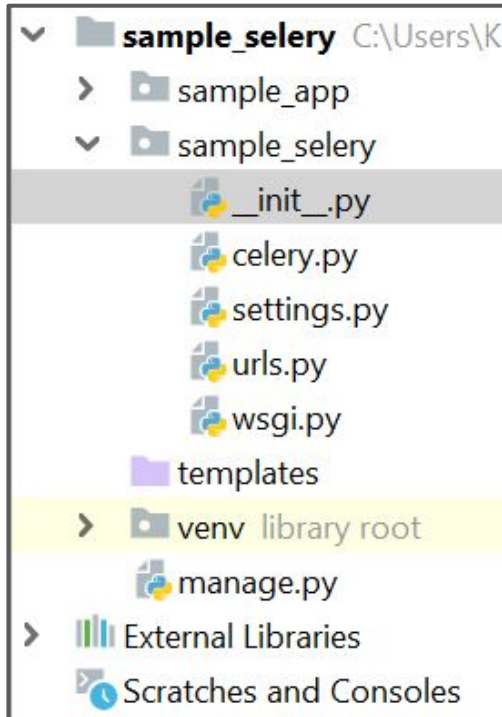 sample_selery C:\Users\K
sample_app
sample_selery
__init__.py
celery.py
settings.py
urls.py
wsgi.py
templates
venv library root
manage.py
External Libraries
Scratches and Consoles